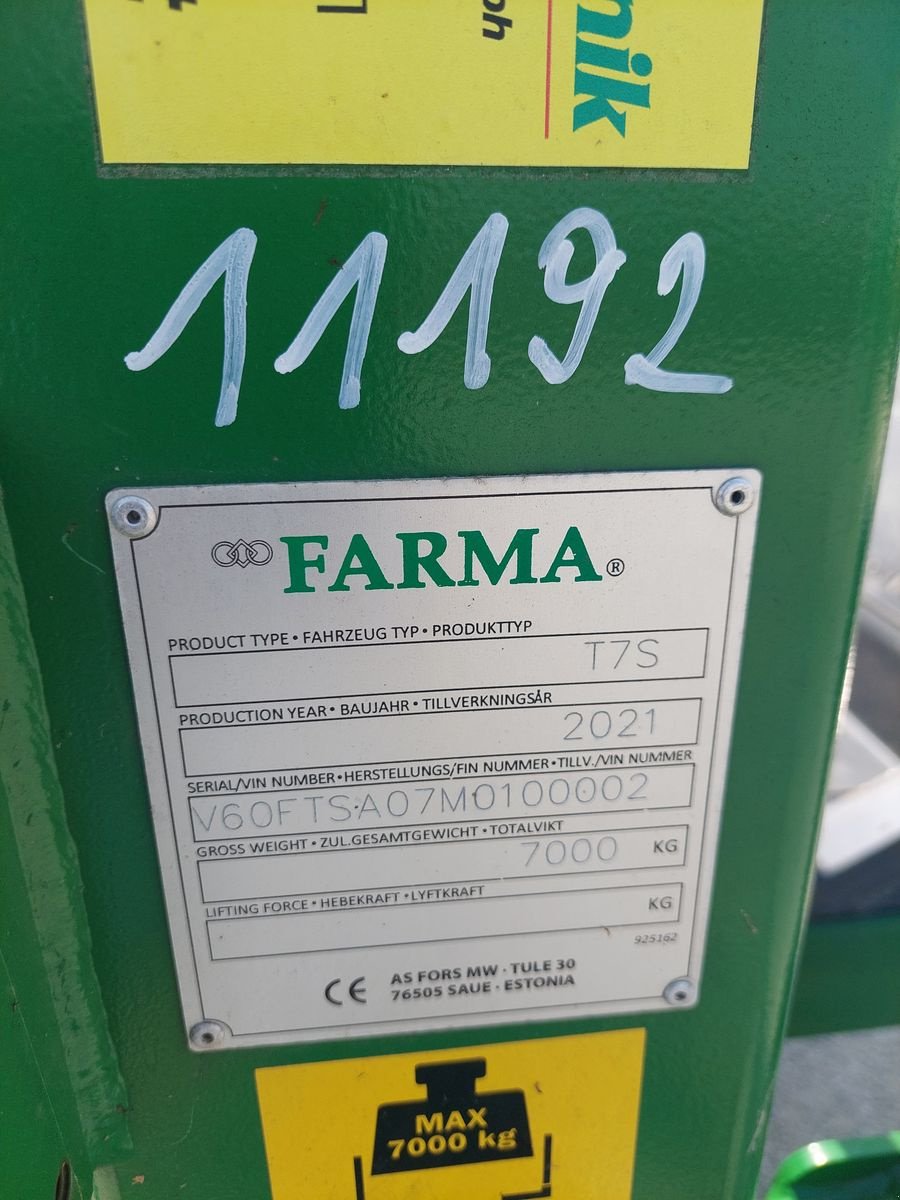 ph
nik
11192
FARMA®
PRODUCT TYPE • FAHRZEUG TYP • PRODUKTTYP
T7S
PRODUCTION YEAR • BAUJAHR • TILLVERKNINGSÅR
2021
SERIAL/VIN NUMBER • HERSTELLUNGS/FIN NUMMER • TILLV./VIN NUMMER
V60FTSA07M0100002
GROSS WEIGHT • ZUL.GESAMTGEWICHT • TOTALVIKT
7000 KG
LIFTING FORCE • HEBEKRAFT • LYFTKRAFT
KG
925162
CE AS FORS MW · TULE 30
76505 SAUE · ESTONIA
MAX
7000 kg